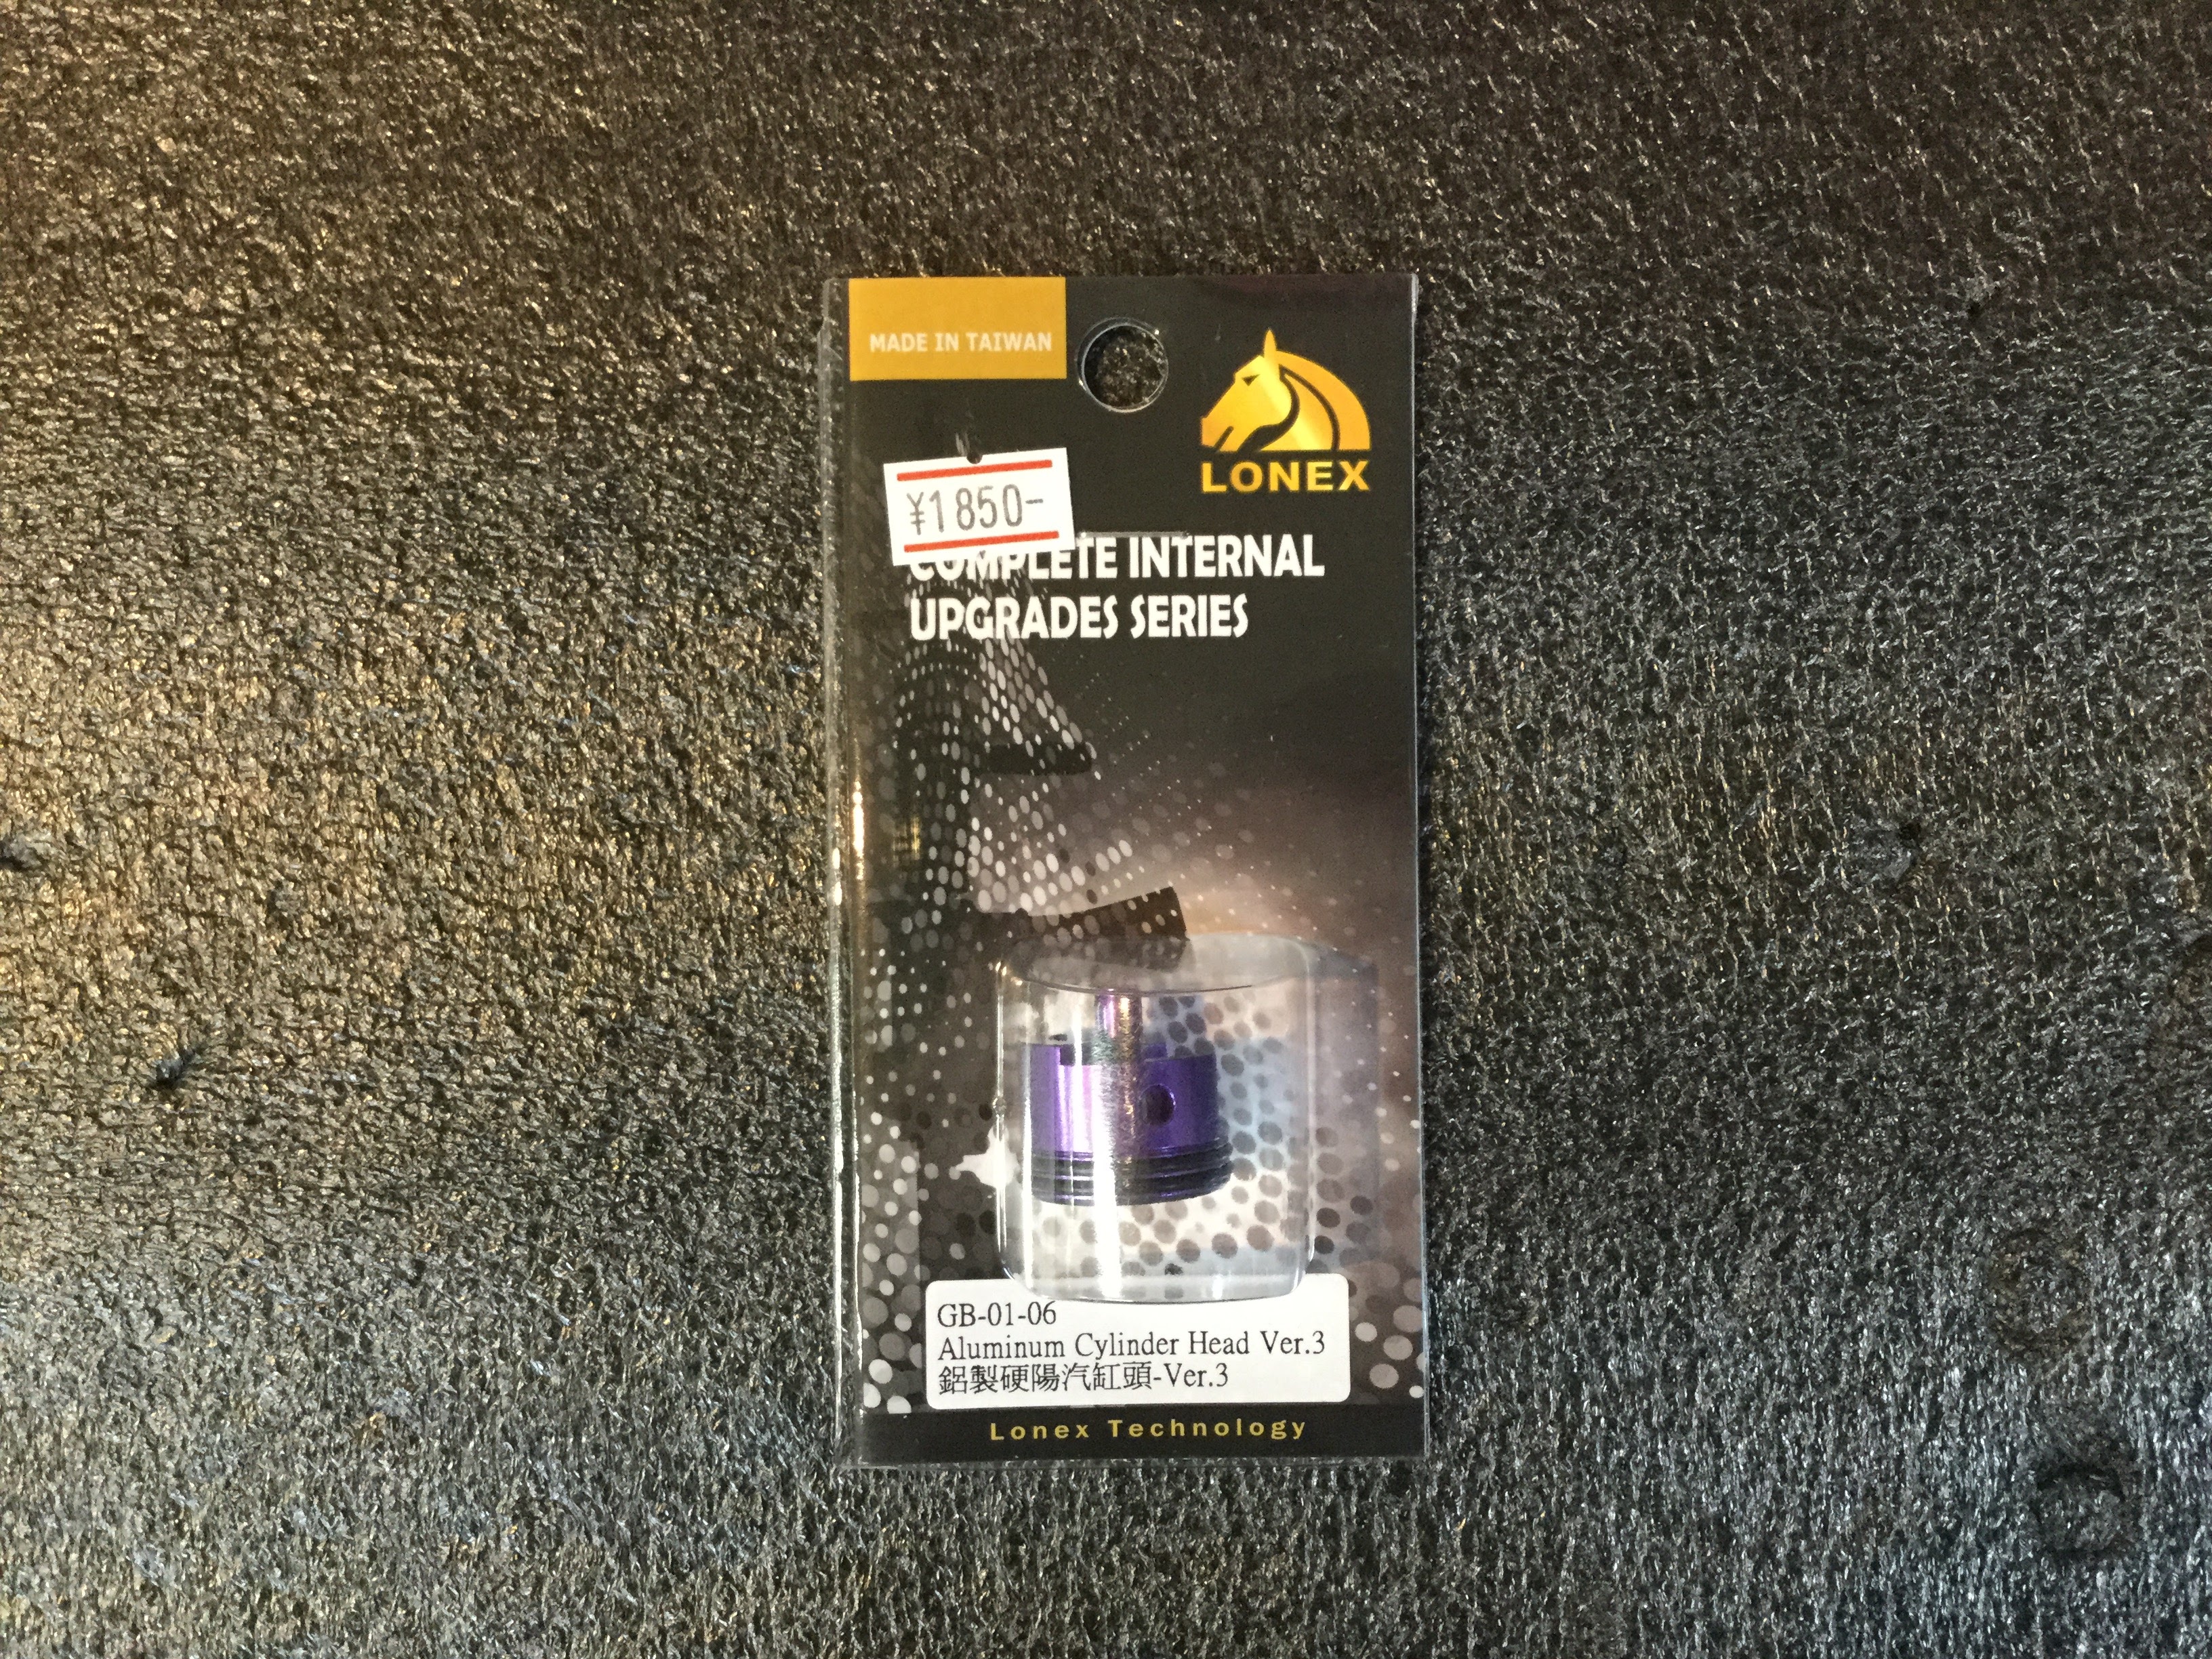 MADE IN TAIWAN
LONEX
¥1850-
COMPLETE INTERNAL
UPGRADES SERIES
GB-01-06
Aluminum Cylinder Head Ver.3
鋁製硬陽汽缸頭-Ver.3
Lonex Technology